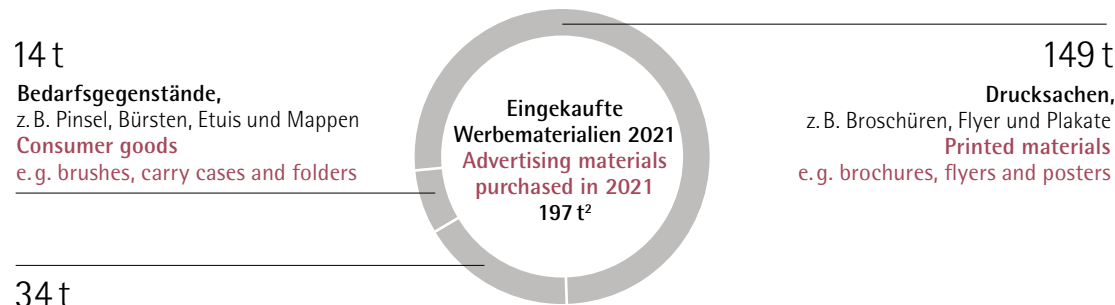 14 t
Bedarfsgegenstände,
z. B. Pinsel, Bürsten, Etuis und Mappen
Consumer goods
e. g. brushes, carry cases and folders
Eingekaufte
Werbematerialien 2021
Advertising materials
purchased in 2021
197 t²
149 t
Drucksachen,
z. B. Broschüren, Flyer und Plakate
Printed materials
e. g. brochures, flyers and posters
34 t